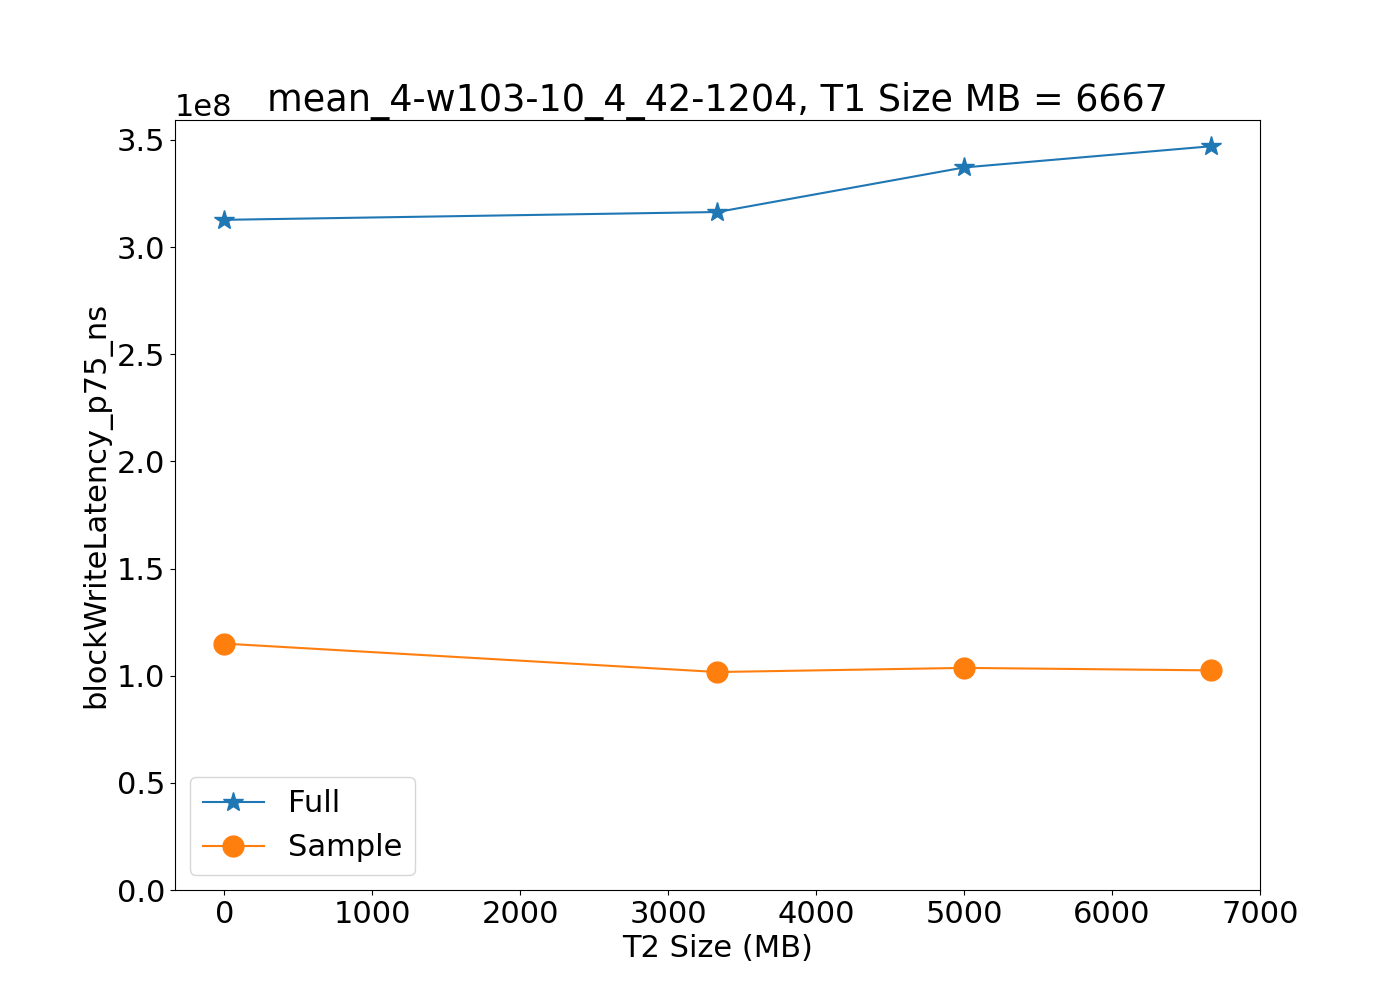 1e8
mean_4-w103-10_4_42-1204, T1 Size MB = 6667
3.5
3.0
2.5
2.0
1.5
1.0
0.5
0.0
blockWriteLatency_p75_ns
Full
Sample
0 1000 2000 3000 4000 5000 6000 7000
T2 Size (MB)